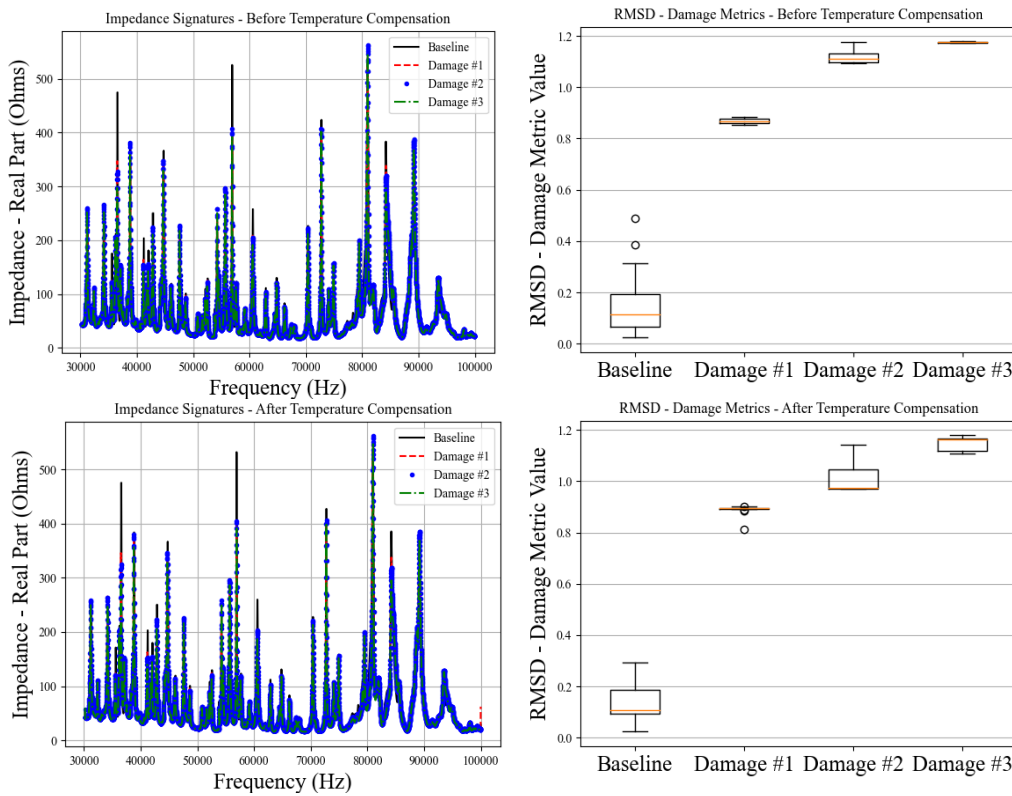 Impedance Signatures - Before Temperature Compensation
Impedance - Real Part (Ohms)
500
400
300
200
100
0
Baseline
Damage #1
Damage #2
Damage #3
30000 40000 50000 60000 70000 80000 90000 100000
Frequency (Hz)
RMSD - Damage Metrics - Before Temperature Compensation
RMSD - Damage Metric Value
1.2
1.0
0.8
0.6
0.4
0.2
0.0
Baseline Damage #1 Damage #2 Damage #3
Impedance Signatures - After Temperature Compensation
Impedance - Real Part (Ohms)
500
400
300
200
100
0
Baseline
Damage #1
Damage #2
Damage #3
30000 40000 50000 60000 70000 80000 90000 100000
Frequency (Hz)
RMSD - Damage Metrics - After Temperature Compensation
RMSD - Damage Metric Value
1.2
1.0
0.8
0.6
0.4
0.2
0.0
Baseline Damage #1 Damage #2 Damage #3